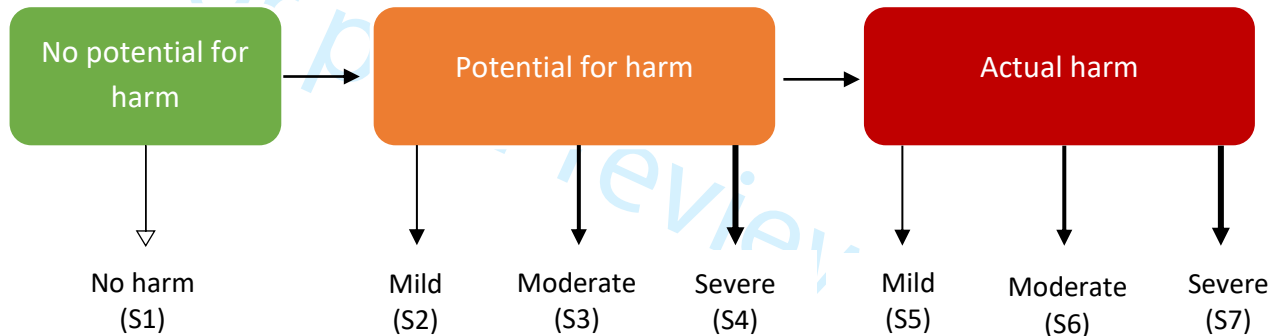 No potential for
harm
Potential for harm
Actual harm
No harm
(S1)
Mild
(S2)
Moderate
(S3)
Severe
(S4)
Mild
(S5)
Moderate
(S6)
Severe
(S7)